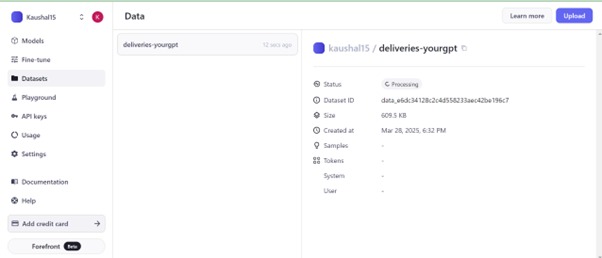 Kaushal15
K
Models
Fine-tune
Datasets
Playground
API keys
Usage
Settings
Documentation
Help
Add credit card
Forefront Beta
Data
Learn more
Upload
deliveries-yourgpt
12 secs ago
kaushal15 / deliveries-yourgpt
Status Processing
Dataset ID data_e6dc34128c2c4d558233aec42be196c7
Size 609.5 KB
Created at Mar 28, 2025, 6:32 PM
Samples -
Tokens -
System -
User -